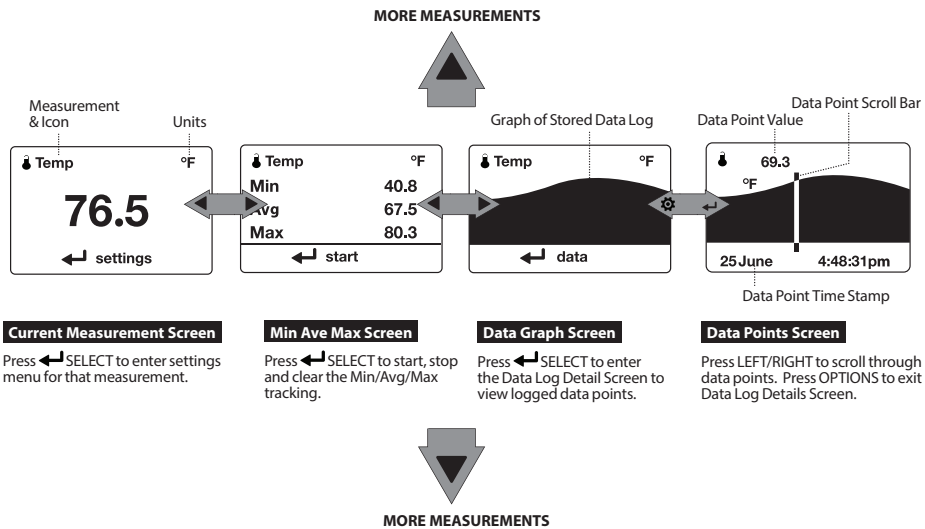 MORE MEASUREMENTS
Measurement
& Icon
Units
Graph of Stored Data Log
Data Point Value
Data Point Scroll Bar
Temp °F
76.5
settings
Temp °F
Min 40.8
Avg 67.5
Max 80.3
start
Temp °F
data
69.3
°F
25 June 4:48:31pm
Data Point Time Stamp
Current Measurement Screen
Press SELECT to enter settings
menu for that measurement.
Min Ave Max Screen
Press SELECT to start, stop
and clear the Min/Avg/Max
tracking.
Data Graph Screen
Press SELECT to enter
the Data Log Detail Screen to
view logged data points.
Data Points Screen
Press LEFT/RIGHT to scroll through
data points. Press OPTIONS to exit
Data Log Details Screen.
MORE MEASUREMENTS